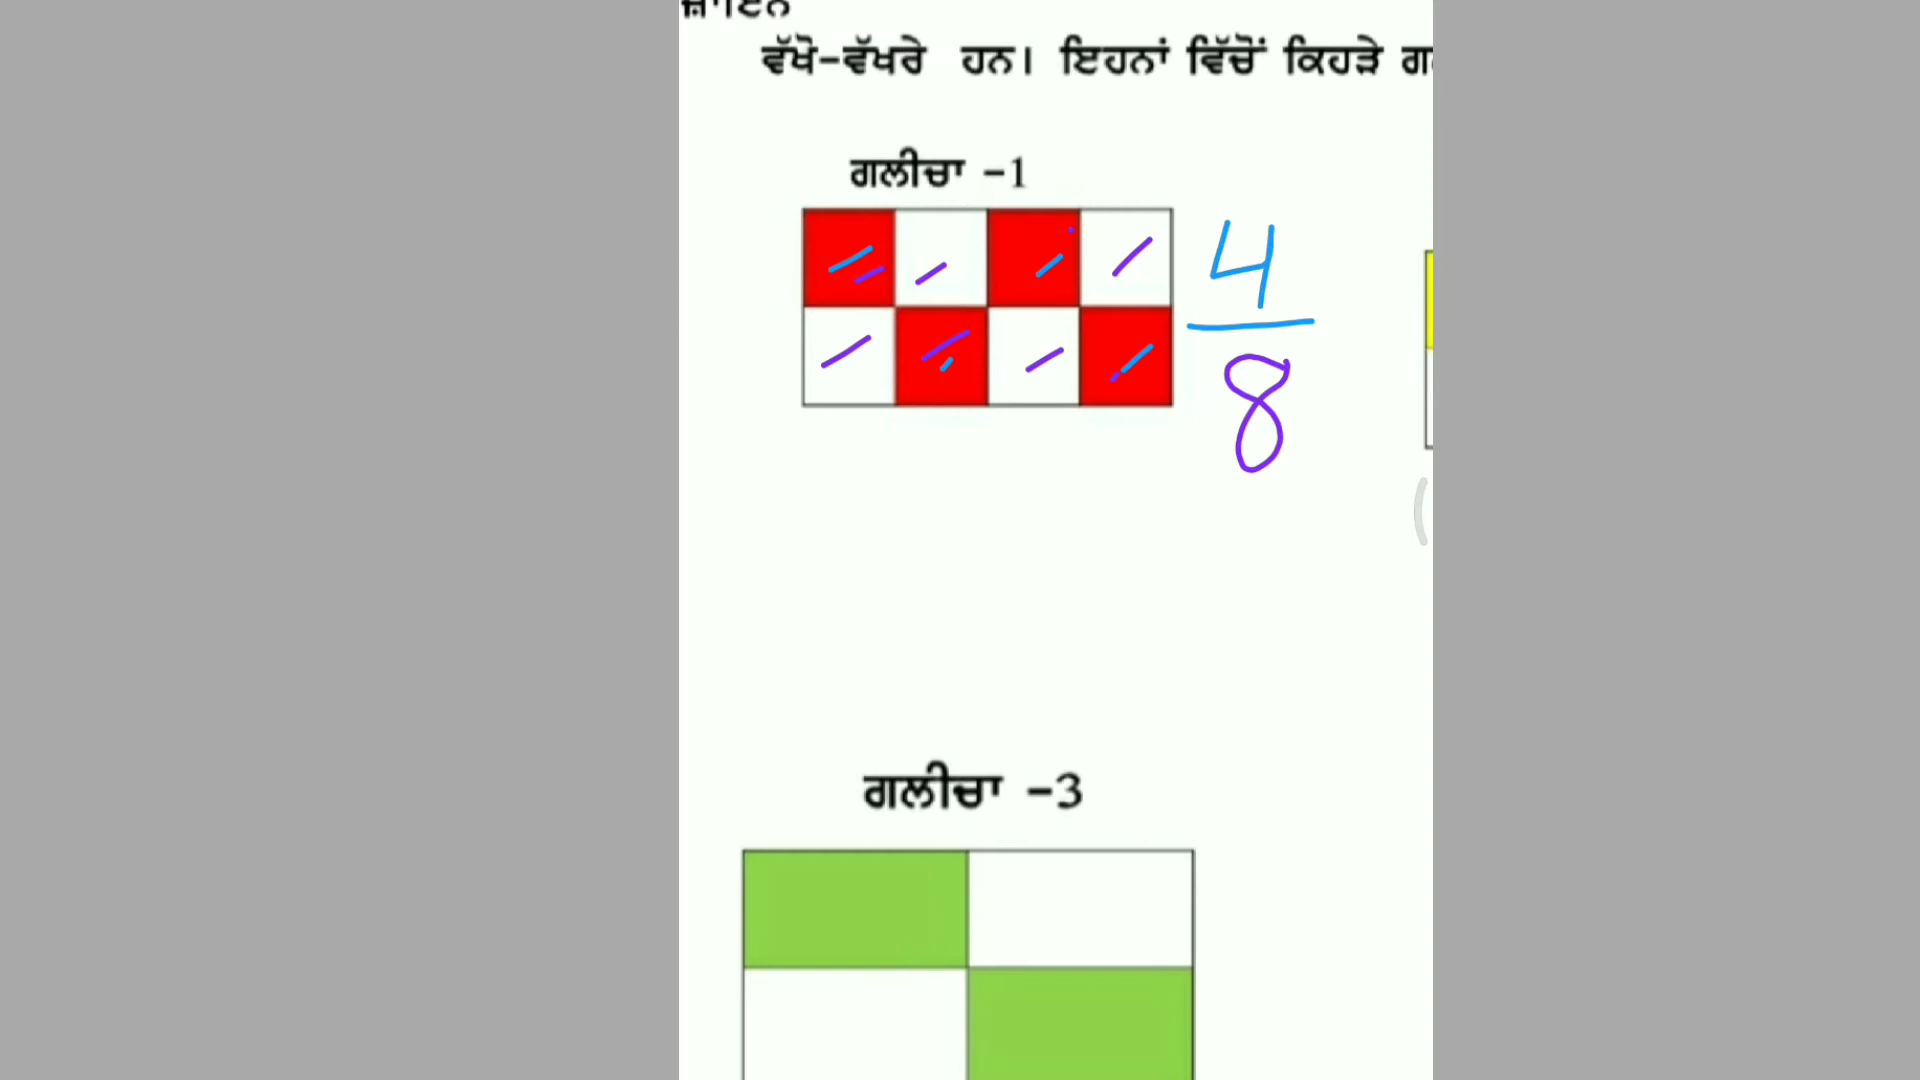 ਵੱਖੋ-ਵੱਖਰੇ ਹਨ। ਇਹਨਾਂ ਵਿੱਚੋਂ ਕਿਹੜੇ
ਗਲੀਚਾ -1
4
8
ਗਲੀਚਾ -3